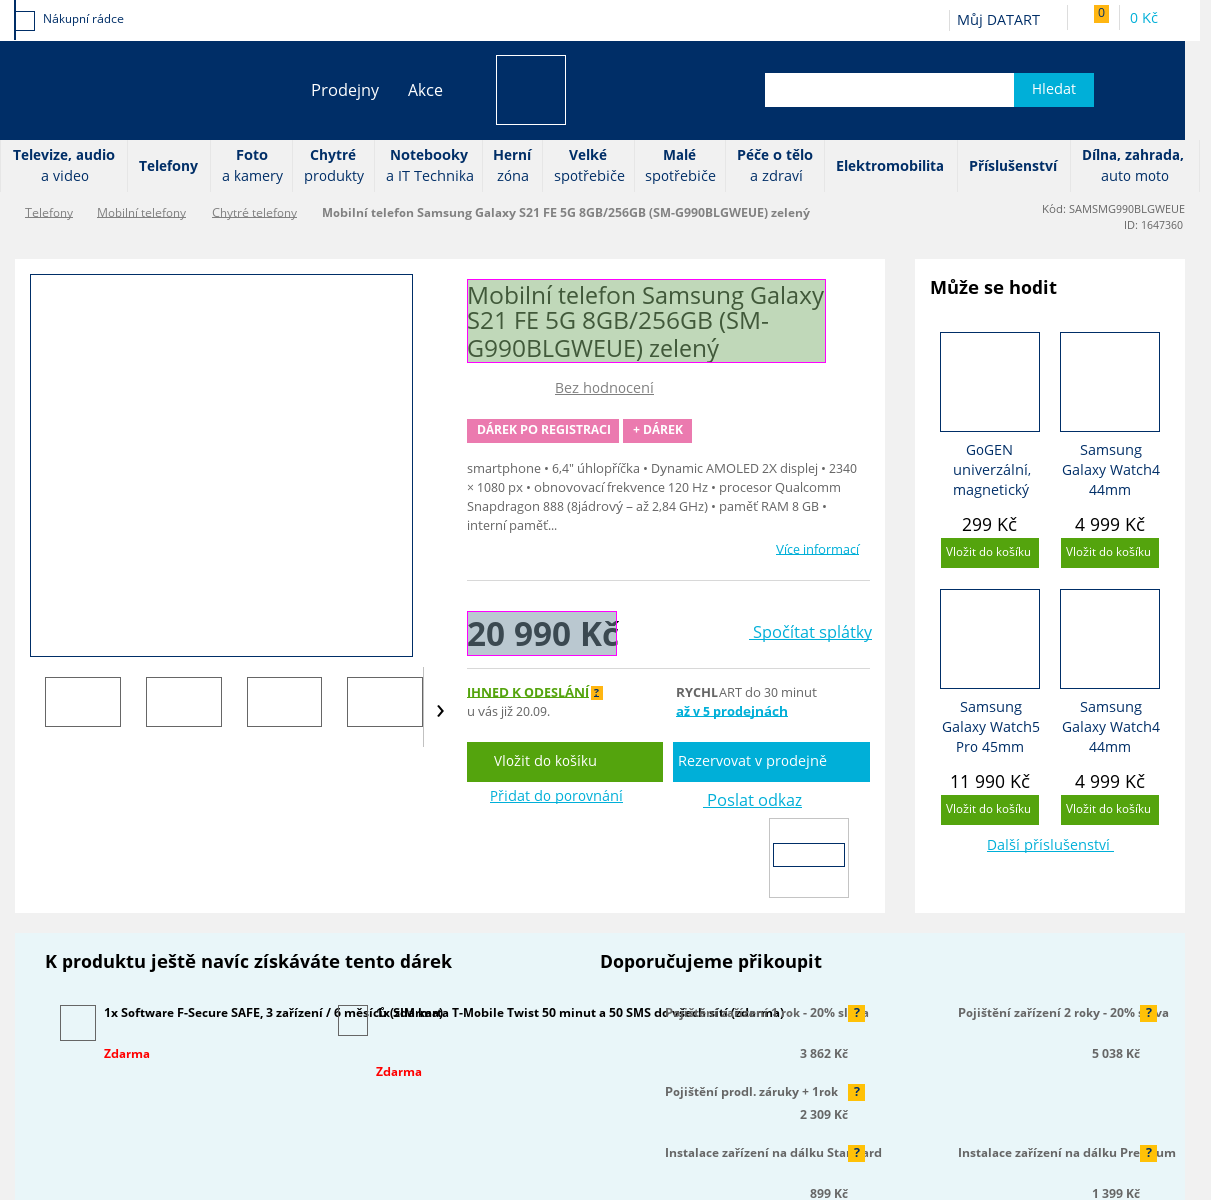 Nákupní rádce
Můj DATART
0
0 Kč
Prodejny
Akce
Hledat
Televize, audio
a video
Telefony
Foto
a kamery
Chytré
produkty
Notebooky
a IT Technika
Herní
zóna
Velké
spotřebiče
Malé
spotřebiče
Péče o tělo
a zdraví
Elektromobilita
Příslušenství
Dílna, zahrada,
auto moto
Telefony
Mobilní telefony
Chytré telefony
Mobilní telefon Samsung Galaxy S21 FE 5G 8GB/256GB (SM-G990BLGWEUE) zelený
Kód: SAMSMG990BLGWEUE
ID: 1647360
Mobilní telefon Samsung Galaxy
S21 FE 5G 8GB/256GB (SM-
G990BLGWEUE) zelený
Bez hodnocení
DÁREK PO REGISTRACI
+ DÁREK
smartphone • 6,4" úhlopříčka • Dynamic AMOLED 2X displej • 2340
× 1080 px • obnovovací frekvence 120 Hz • procesor Qualcomm
Snapdragon 888 (8jádrový – až 2,84 GHz) • paměť RAM 8 GB •
interní paměť...
Více informací
20 990 Kč
Spočítat splátky
IHNED K ODESLÁNÍ ?
u vás již 20.09.
RYCHLART do 30 minut
až v 5 prodejnách
Vložit do košíku
Rezervovat v prodejně
Přidat do porovnání
Poslat odkaz
Může se hodit
GoGEN
univerzální,
magnetický
299 Kč
Vložit do košíku
Samsung
Galaxy Watch4
44mm
4 999 Kč
Vložit do košíku
Samsung
Galaxy Watch5
Pro 45mm
11 990 Kč
Vložit do košíku
Samsung
Galaxy Watch4
44mm
4 999 Kč
Vložit do košíku
Další příslušenství
K produktu ještě navíc získáváte tento dárek
1x Software F-Secure SAFE, 3 zařízení / 6 měsíců (zdarma)
Zdarma
1x SIM karta T-Mobile Twist 50 minut a 50 SMS do všech sítí (zdarma)
Zdarma
Doporučujeme přikoupit
Pojištění zařízení 1 rok - 20% sleva
?
3 862 Kč
Pojištění zařízení 2 roky - 20% sleva
?
5 038 Kč
Pojištění prodl. záruky + 1rok
?
2 309 Kč
Instalace zařízení na dálku Standard
?
899 Kč
Instalace zařízení na dálku Premium
?
1 399 Kč